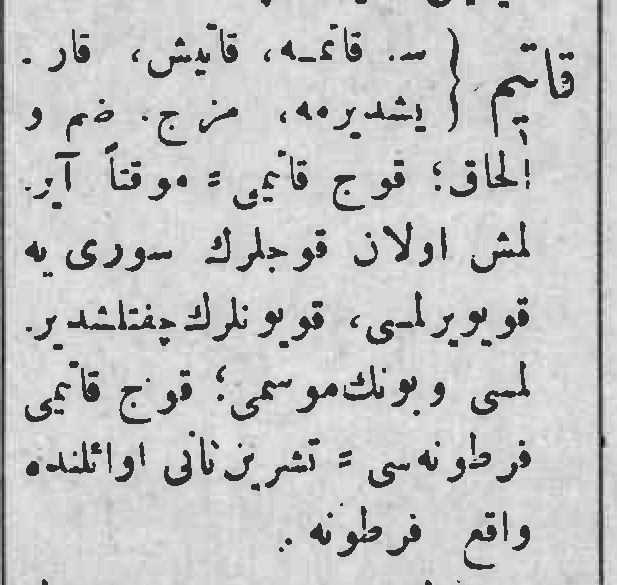 قاتيم { س. قاتمـه، قاتيش، قار.
يشديرمه، مزج. ضم و
الحاق؛ قوچ قاتيمى = موقتاً آير.
لمش اولان قوچلرك سورى يه
قويويرلمسى، قويونلرك چفتلشدير.
لمسى وبونك موسمى؛ قوچ قاتيمى
فرطونه سى = تشرين ثانى اوائلنده
واقع فرطونه.